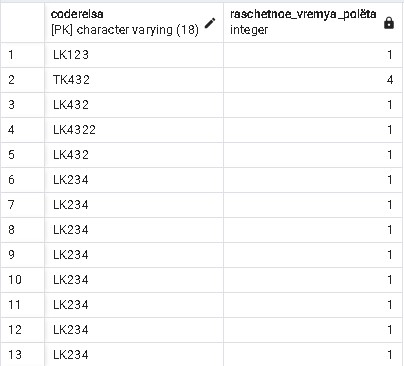 coderelsa raschetnoe_vremya_polëta
[PK] character varying (18) integer
1 LK123 1
2 TK432 4
3 LK432 1
4 LK4322 1
5 LK432 1
6 LK234 1
7 LK234 1
8 LK234 1
9 LK234 1
10 LK234 1
11 LK234 1
12 LK234 1
13 LK234 1